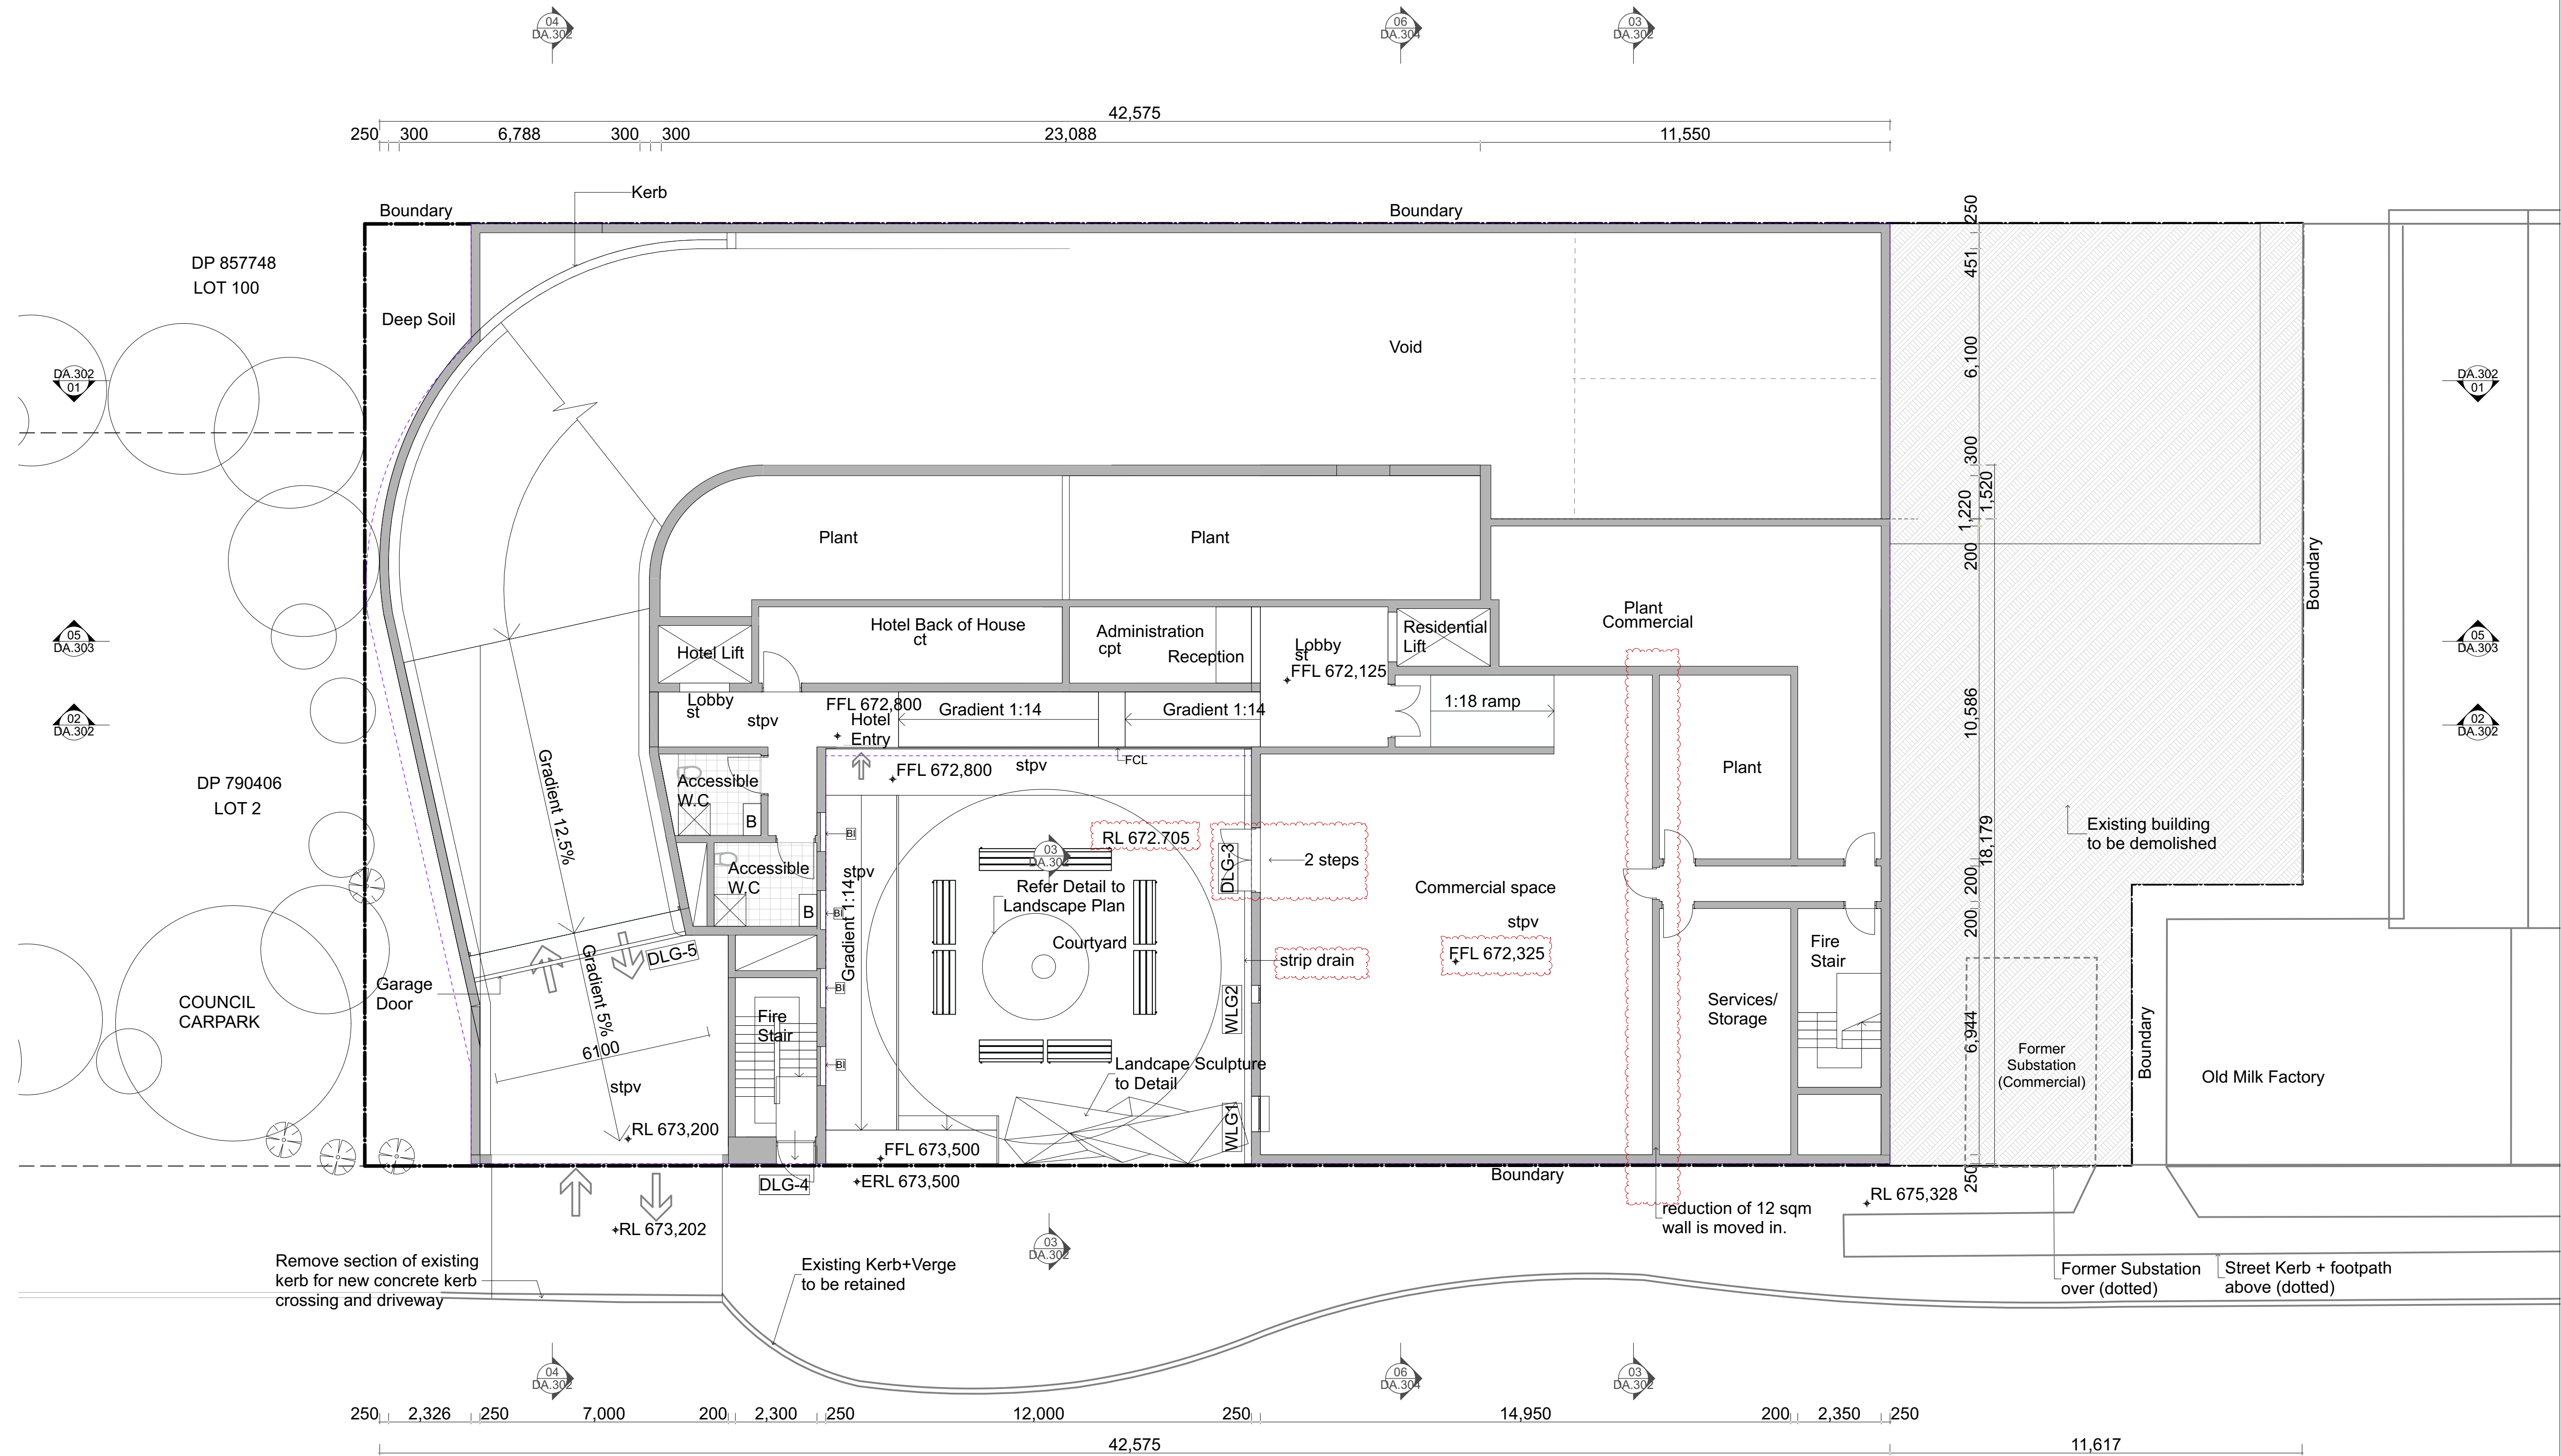 04
DA.302
06
DA.304
03
DA.302
42,575
250
300
6,788
300
300
23,088
11,550
Kerb
Boundary
Boundary
DP 857748
LOT 100
Deep Soil
Void
DA.302
01
DA.302
01
250
451
6,100
300
1,520
1,220
200
10,586
18,179
200
200
6,944
250
Plant
Plant
Plant
Commercial
Boundary
Hotel Back of House
ct
Administration
cpt
Reception
Lobby
st
FFL 672,125
Residential
Lift
Hotel Lift
05
DA.303
05
DA.303
Lobby
st
stpv
FFL 672,800
Hotel
Entry
Gradient 1:14
Gradient 1:14
1:18 ramp
02
DA.302
02
DA.302
FCL
FFL 672,800
stpv
Plant
Accessible
W.C
B
DP 790406
LOT 2
Gradient 12.5%
BI
RL 672.705
03
DA.302
DLG-3
2 steps
Existing building
to be demolished
Accessible
W.C
B
BI
stpv
Gradient 1:14
Refer Detail to
Landscape Plan
Commercial space
stpv
Courtyard
FFL 672,325
strip drain
Fire
Stair
DLG-5
Garage
Door
Gradient 5%
COUNCIL
CARPARK
BI
WLG2
Services/
Storage
Fire
Stair
6100
BI
Landcape Sculpture
to Detail
stpv
WLG1
Former
Substation
(Commercial)
Boundary
Old Milk Factory
RL 673,200
FFL 673,500
Boundary
DLG-4
ERL 673,500
RL 675,328
RL 673,202
reduction of 12 sqm
wall is moved in.
03
DA.302
Remove section of existing
kerb for new concrete kerb
crossing and driveway
Existing Kerb+Verge
to be retained
Former Substation
over (dotted)
Street Kerb + footpath
above (dotted)
04
DA.302
06
DA.304
03
DA.302
250
2,326
250
7,000
200
2,300
250
12,000
250
14,950
200
2,350
250
42,575
11,617